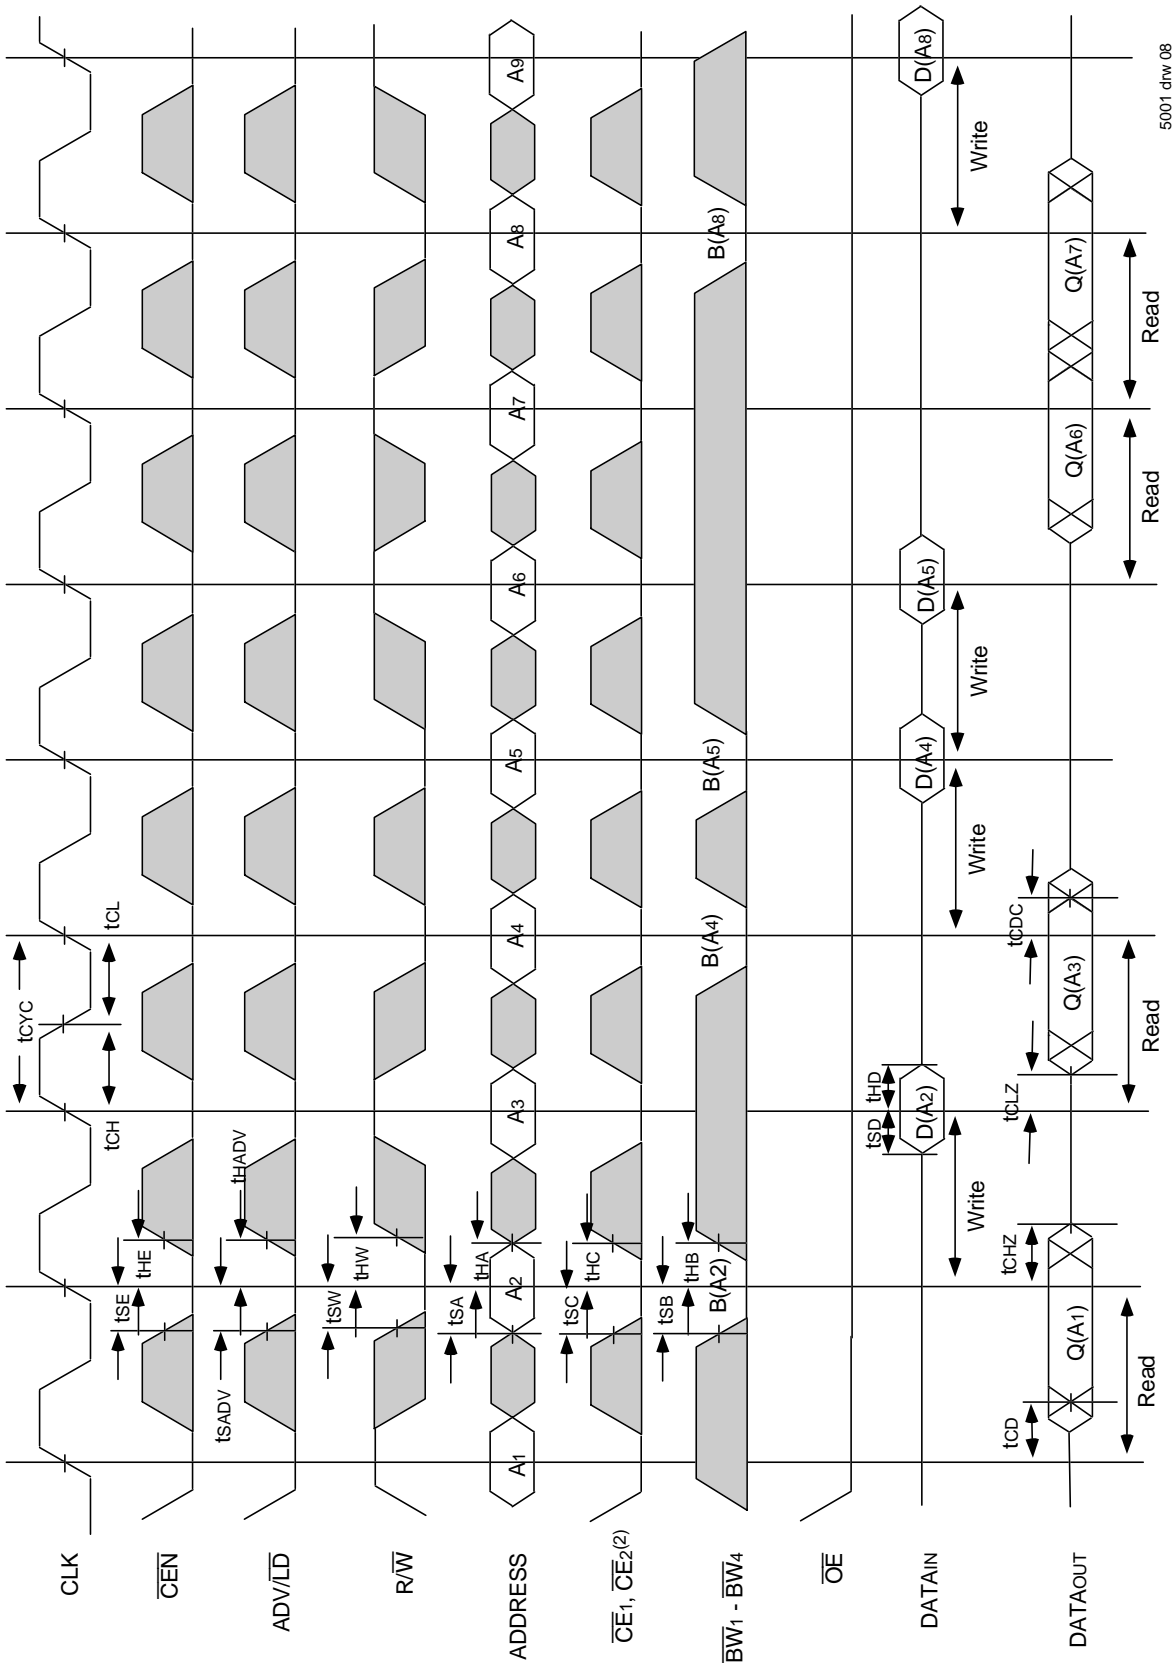 tCYC
tCH
tCL
CLK
tSE
tHE
CEN
tSADV
tHADV
ADV/LD
tSW
tHW
R/W
tSA
tHA
ADDRESS
A1
A2
A3
A4
A5
A6
A7
A8
A9
tSC
tHC
CE1, CE2(2)
tSB
tHB
BW1 - BW4
B(A2)
B(A4)
B(A5)
B(A8)
OE
tSD
tHD
DATAIN
D(A2)
D(A4)
D(A5)
D(A8)
Write
Write
Write
Write
tCD
tCHZ
tCLZ
tCDC
DATAOUT
Q(A1)
Q(A3)
Q(A6)
Q(A7)
Read
Read
Read
Read
5001 drw 08